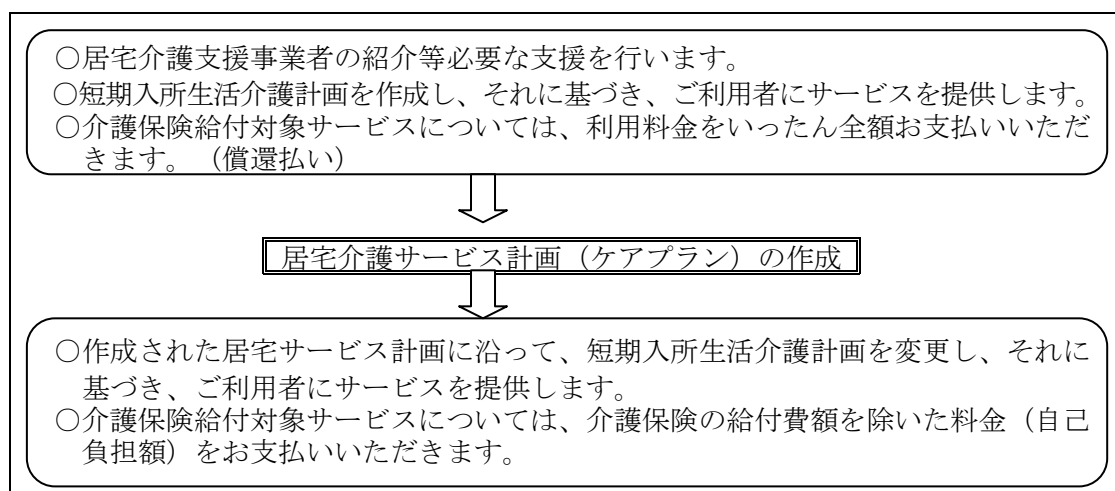 ○居宅介護支援事業者の紹介等必要な支援を行います。
○短期入所生活介護計画を作成し、それに基づき、ご利用者にサービスを提供します。
○介護保険給付対象サービスについては、利用料金をいったん全額お支払いいただ
きます。（償還払い）
居宅介護サービス計画（ケアプラン）の作成
○作成された居宅サービス計画に沿って、短期入所生活介護計画を変更し、それに
基づき、ご利用者にサービスを提供します。
○介護保険給付対象サービスについては、介護保険の給付費額を除いた料金（自己
負担額）をお支払いいただきます。